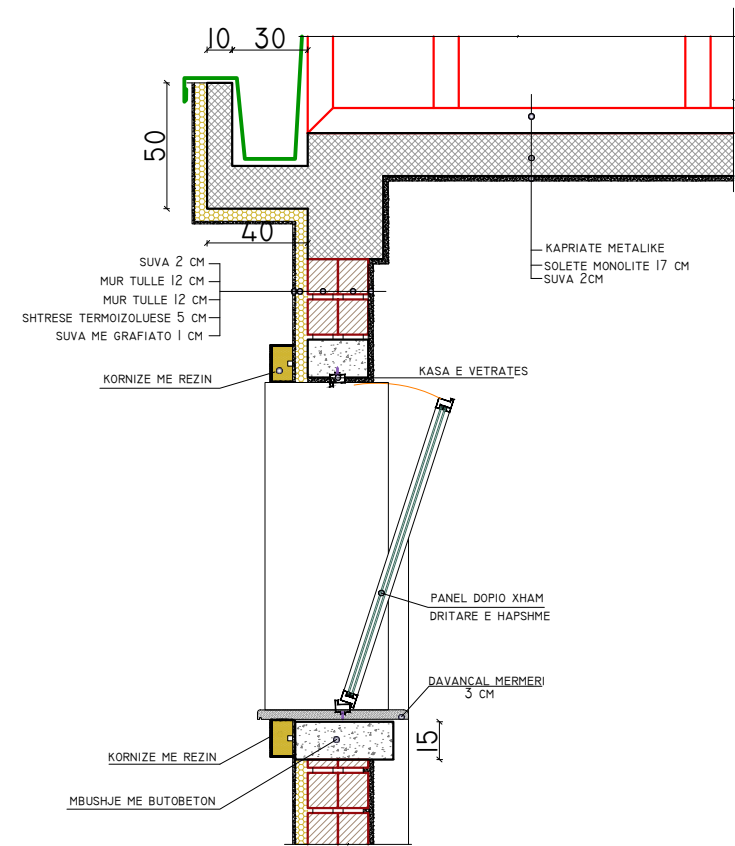 10 30
50
40
SUVA 2 CM
MUR TULLE 12 CM
MUR TULLE 12 CM
SHTRESE TERMOIZOLUESE 5 CM
SUVA ME GRAFIATO 1 CM
KAPRIATE METALIKE
SOLETE MONOLITE 17 CM
SUVA 2CM
KORNIZE ME REZIN
KASA E VETRATES
PANEL DOPIO XHAM
DRITARE E HAPSHME
DAVANCAL MERMERI
3 CM
15
KORNIZE ME REZIN
MBUSHJE ME BUTOBETON